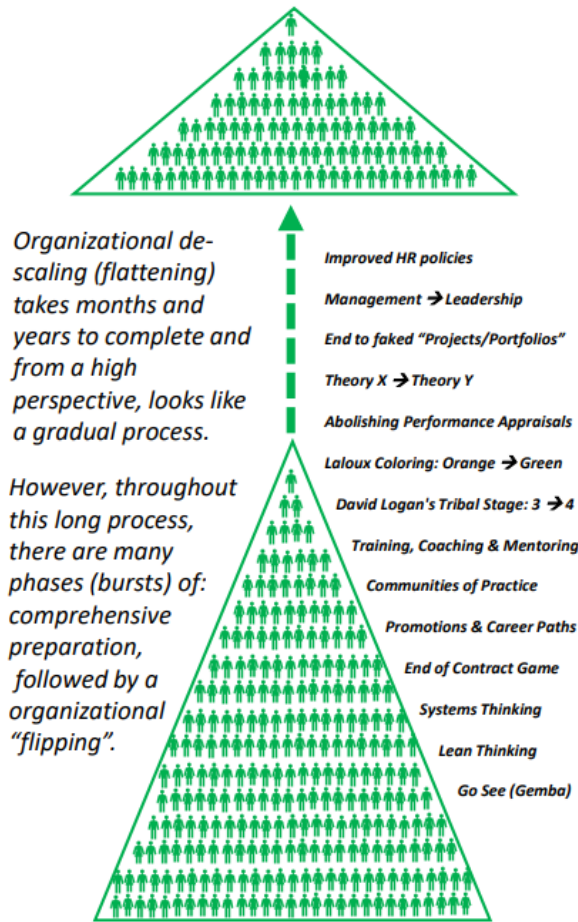 Organizational de-
scaling (flattening)
takes months and
years to complete and
from a high
perspective, looks like
a gradual process.
However, throughout
this long process,
there are many
phases (bursts) of:
comprehensive
preparation,
followed by a
organizational
“flipping”.
Improved HR policies
Management → Leadership
End to faked “Projects/Portfolios”
Theory X → Theory Y
Abolishing Performance Appraisals
Laloux Coloring: Orange → Green
David Logan's Tribal Stage: 3 → 4
Training, Coaching & Mentoring
Communities of Practice
Promotions & Career Paths
End of Contract Game
Systems Thinking
Lean Thinking
Go See (Gemba)